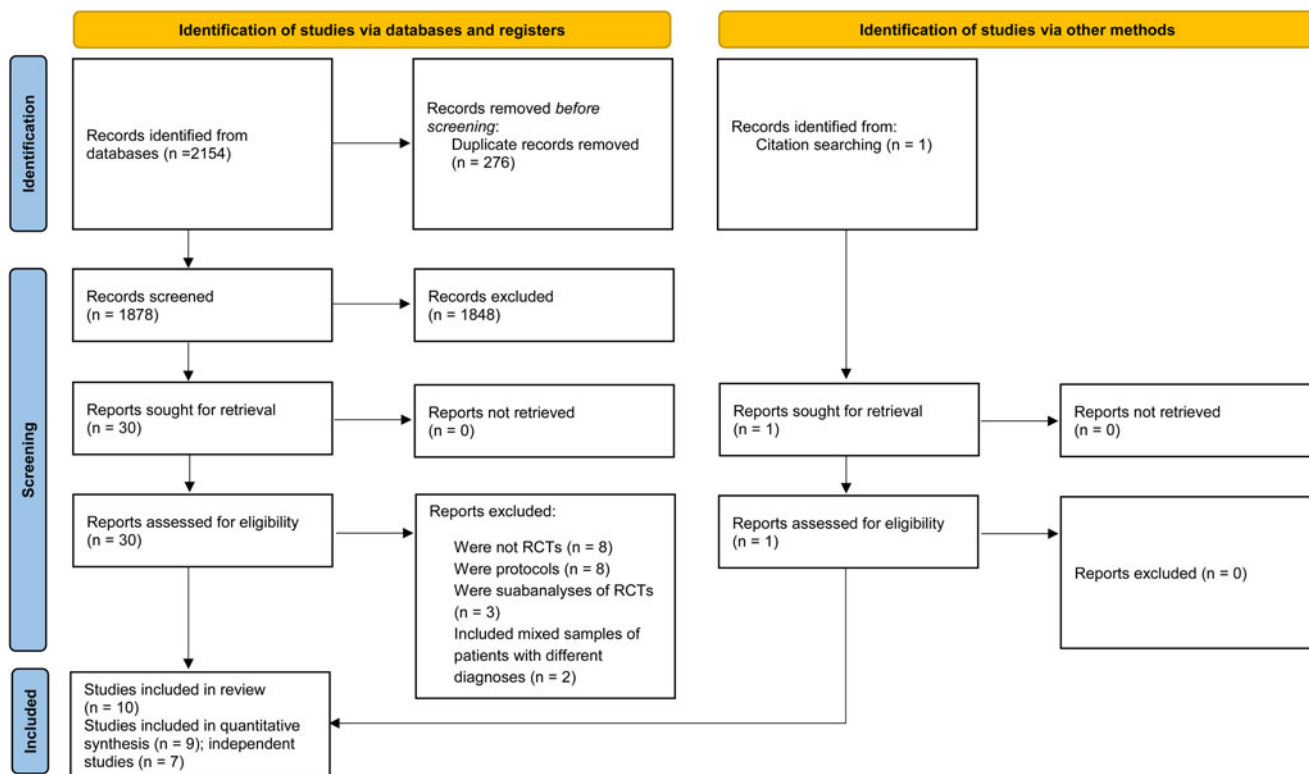 Identification of studies via databases and registers
Identification of studies via other methods
Identification
Records identified from
databases (n =2154)
Records removed before
screening:
Duplicate records removed
(n = 276)
Records identified from:
Citation searching (n = 1)
Screening
Records screened
(n = 1878)
Records excluded
(n = 1848)
Reports sought for retrieval
(n = 30)
Reports not retrieved
(n = 0)
Reports sought for retrieval
(n = 1)
Reports not retrieved
(n = 0)
Reports assessed for eligibility
(n = 30)
Reports excluded:
Were not RCTs (n = 8)
Were protocols (n = 8)
Were suabanalyses of RCTs
(n = 3)
Included mixed samples of
patients with different
diagnoses (n = 2)
Reports assessed for eligibility
(n = 1)
Reports excluded (n = 0)
Included
Studies included in review
(n = 10)
Studies included in quantitative
synthesis (n = 9); independent
studies (n = 7)